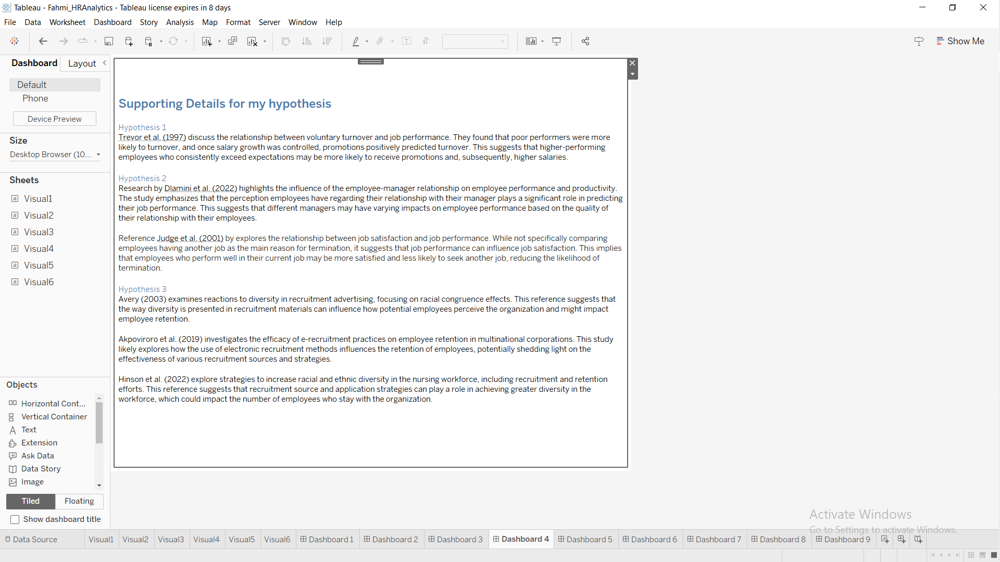 Tableau - Fahmi_HRAnalytics - Tableau license expires in 8 days
File Data Worksheet Dashboard Story Analysis Map Format Server Window Help
Show Me
Dashboard Layout
Default
Phone
Device Preview
Size
Desktop Browser (10...
Sheets
Visual1
Visual2
Visual3
Visual4
Visual5
Visual6
Objects
Horizontal Cont...
Vertical Container
Text
Extension
Ask Data
Data Story
Image
Tiled Floating
Show dashboard title
Supporting Details for my hypothesis
Hypothesis 1
Trevor et al. (1997) discuss the relationship between voluntary turnover and job performance. They found that poor performers were more
likely to turnover, and once salary growth was controlled, promotions positively predicted turnover. This suggests that higher-performing
employees who consistently exceed expectations may be more likely to receive promotions and, subsequently, higher salaries.
Hypothesis 2
Research by Dlamini et al. (2022) highlights the influence of the employee-manager relationship on employee performance and productivity.
The study emphasizes that the perception employees have regarding their relationship with their manager plays a significant role in predicting
their job performance. This suggests that different managers may have varying impacts on employee performance based on the quality of
their relationship with their employees.
Reference Judge et al. (2001) by explores the relationship between job satisfaction and job performance. While not specifically comparing
employees having another job as the main reason for termination, it suggests that job performance can influence job satisfaction. This implies
that employees who perform well in their current job may be more satisfied and less likely to seek another job, reducing the likelihood of
termination.
Hypothesis 3
Avery (2003) examines reactions to diversity in recruitment advertising, focusing on racial congruence effects. This reference suggests that
the way diversity is presented in recruitment materials can influence how potential employees perceive the organization and might impact
employee retention.
Akpoviroro et al. (2019) investigates the efficacy of e-recruitment practices on employee retention in multinational corporations. This study
likely explores how the use of electronic recruitment methods influences the retention of employees, potentially shedding light on the
effectiveness of various recruitment sources and strategies.
Hinson et al. (2022) explore strategies to increase racial and ethnic diversity in the nursing workforce, including recruitment and retention
efforts. This reference suggests that recruitment source and application strategies can play a role in achieving greater diversity in the
workforce, which could impact the number of employees who stay with the organization.
Activate Windows
Go to Settings to activate Windows.
Data Source Visual1 Visual2 Visual3 Visual4 Visual5 Visual6 Dashboard 1 Dashboard 2 Dashboard 3 Dashboard 4 Dashboard 5 Dashboard 6 Dashboard 7 Dashboard 8 Dashboard 9